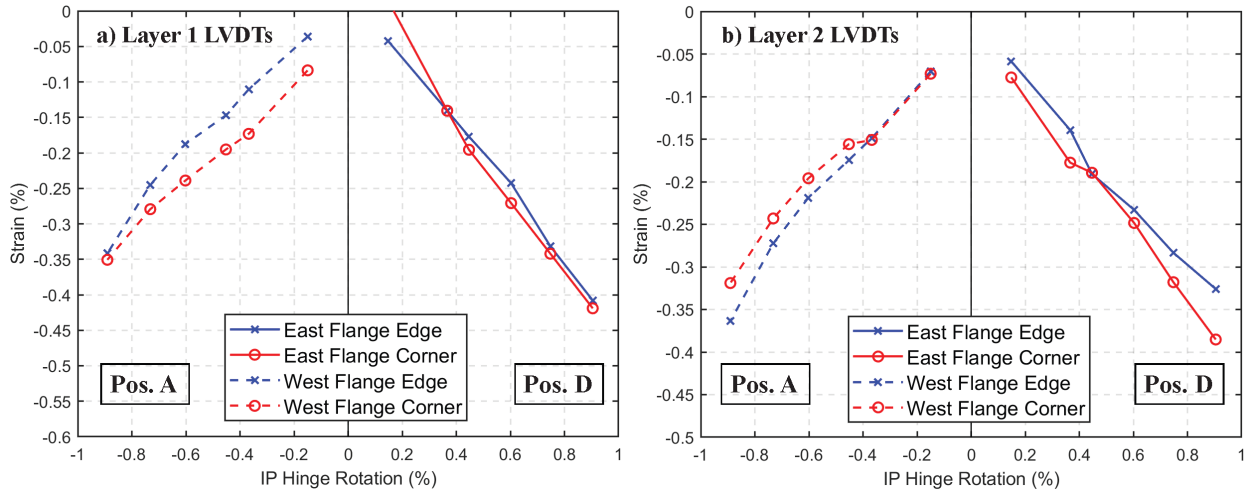 a) Layer 1 LVDTs
0
-0.05
-0.1
-0.15
-0.2
-0.25
-0.3
-0.35
-0.4
-0.45
-0.5
-0.55
-0.6
Strain (%)
East Flange Edge
East Flange Corner
West Flange Edge
West Flange Corner
Pos. A
Pos. D
-1 -0.8 -0.6 -0.4 -0.2 0 0.2 0.4 0.6 0.8 1
IP Hinge Rotation (%)
b) Layer 2 LVDTs
0
-0.05
-0.1
-0.15
-0.2
-0.25
-0.3
-0.35
-0.4
-0.45
-0.5
Strain (%)
East Flange Edge
East Flange Corner
West Flange Edge
West Flange Corner
Pos. A
Pos. D
-1 -0.8 -0.6 -0.4 -0.2 0 0.2 0.4 0.6 0.8 1
IP Hinge Rotation (%)